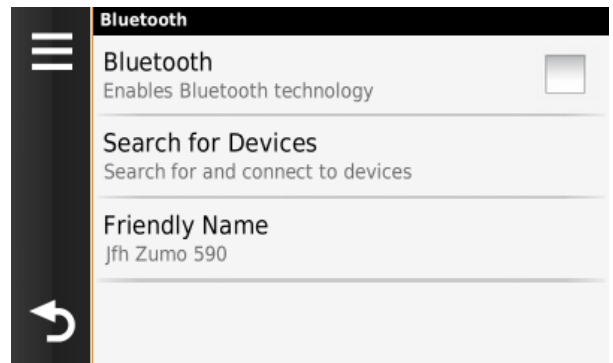 Bluetooth
Bluetooth
Enables Bluetooth technology
Search for Devices
Search for and connect to devices
Friendly Name
Jfh Zumo 590